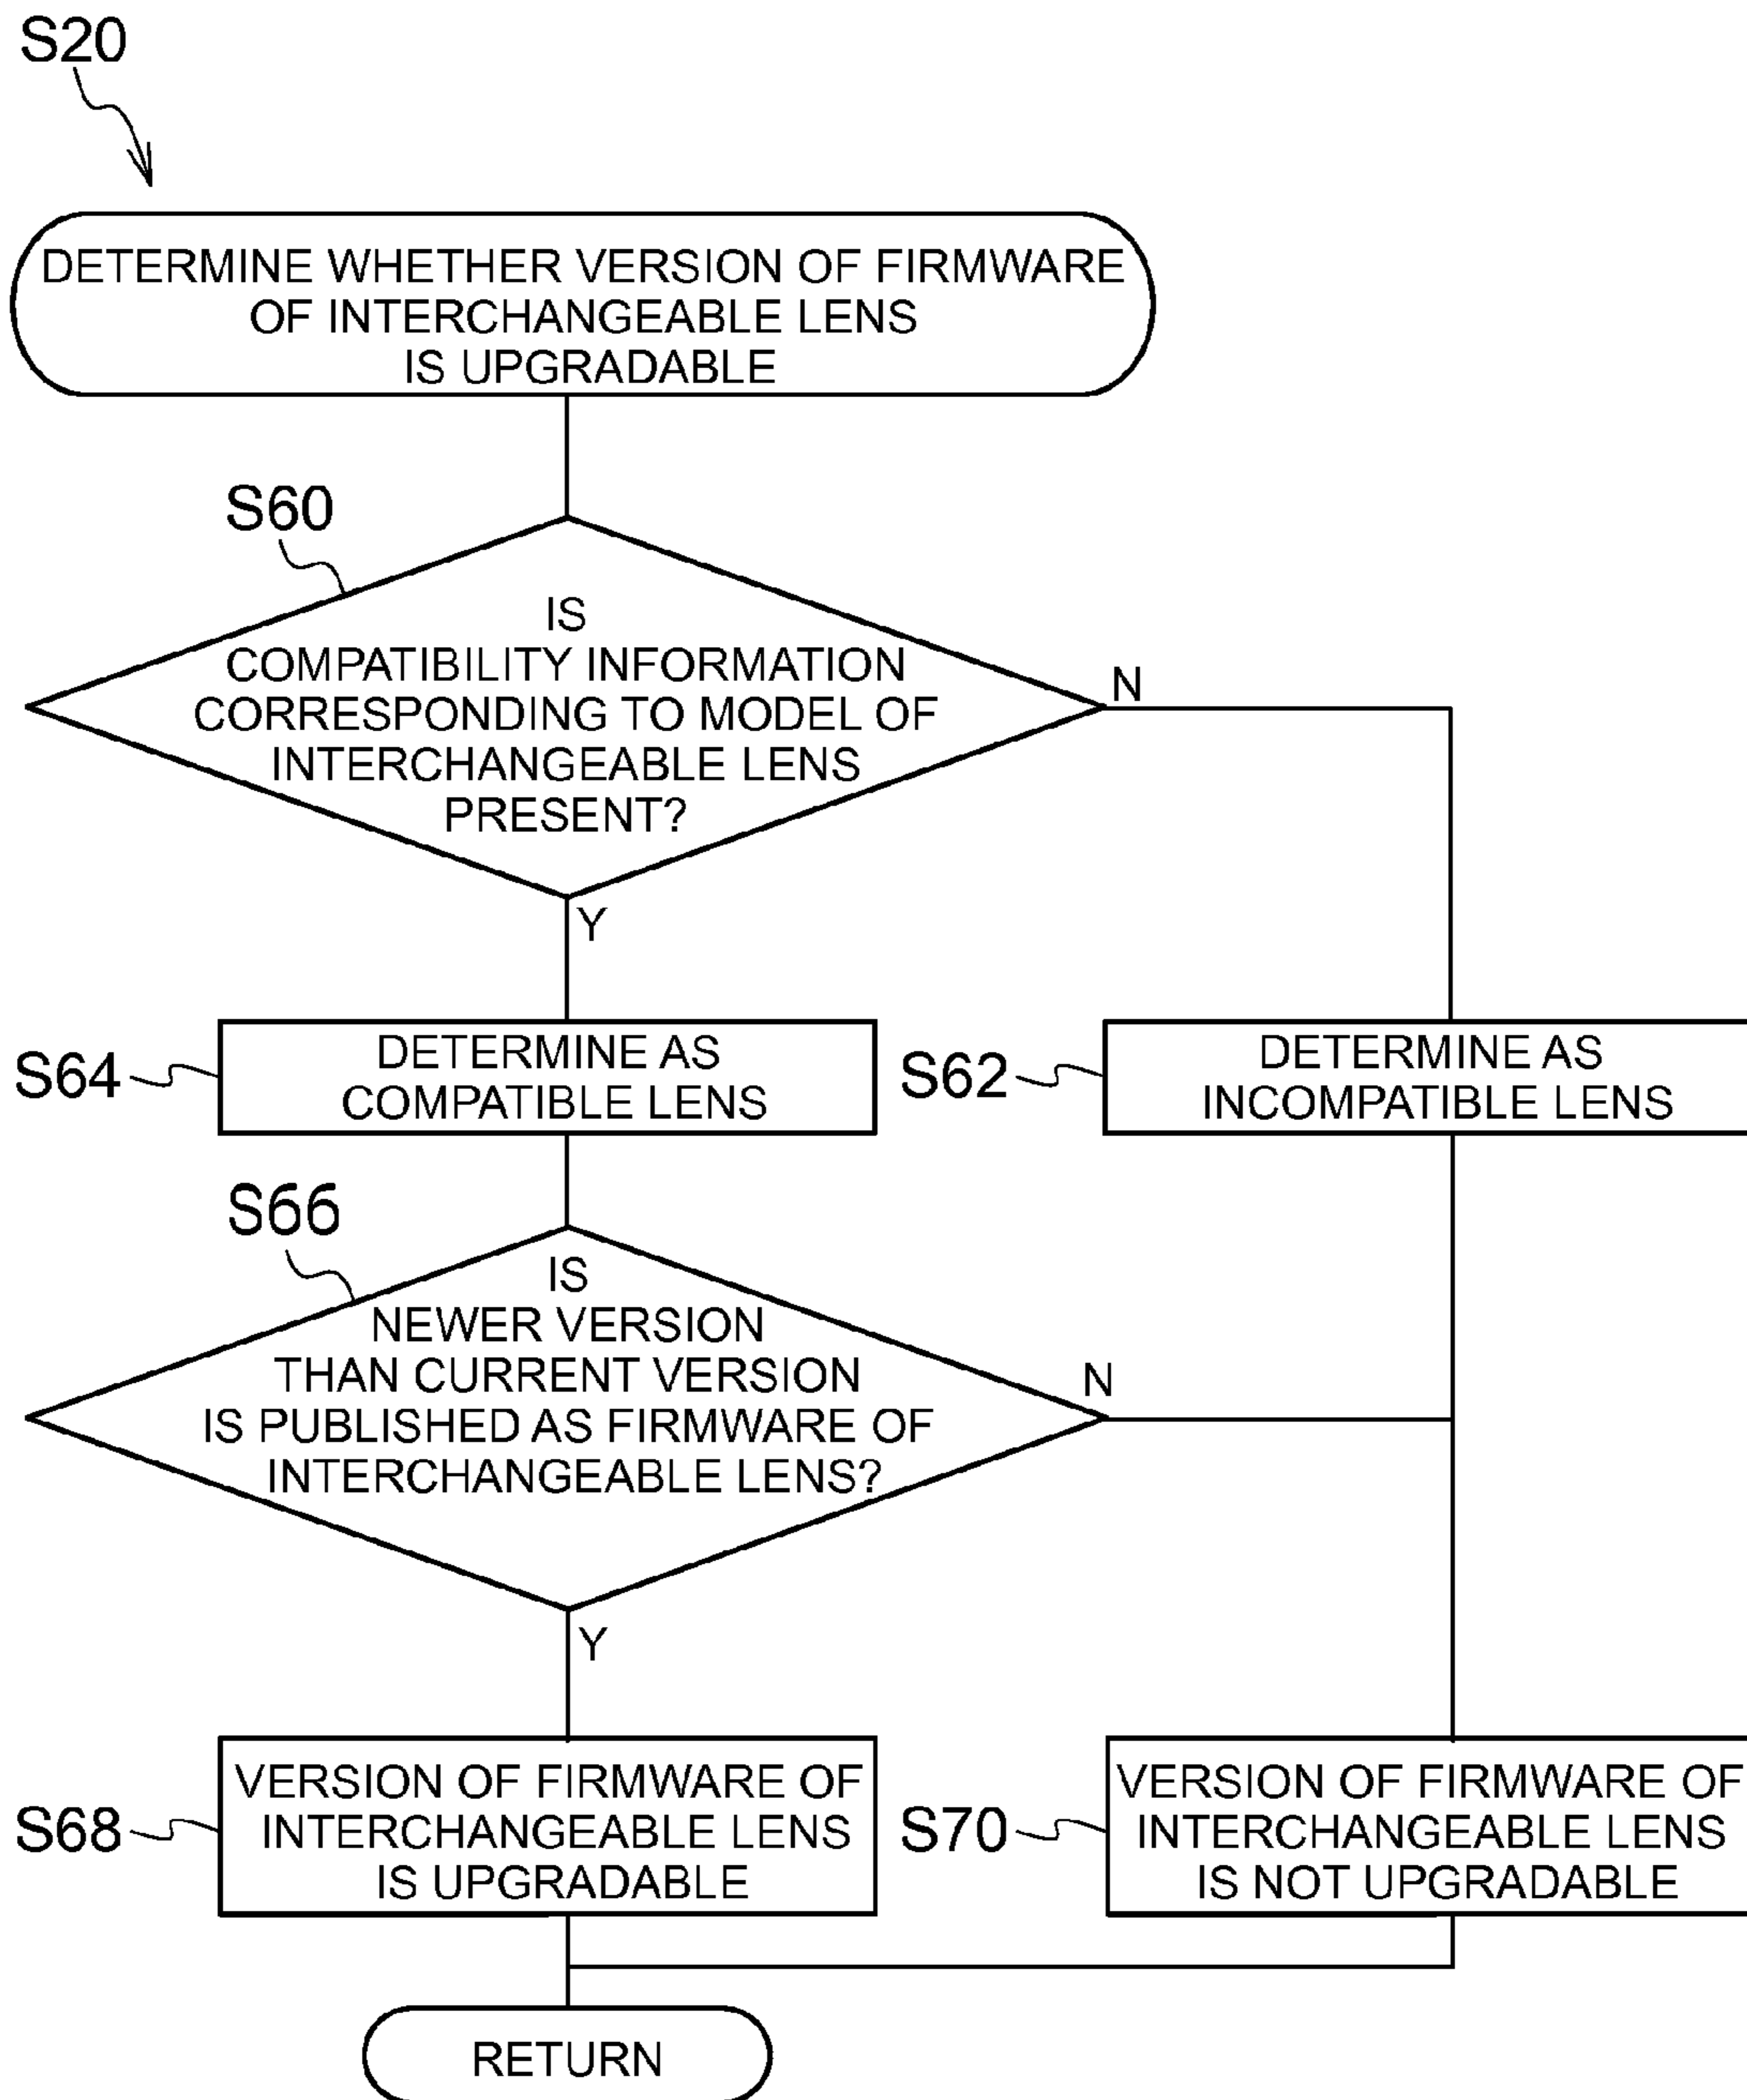 S20
DETERMINE WHETHER VERSION OF FIRMWARE
OF INTERCHANGEABLE LENS
IS UPGRADABLE
S60
IS
COMPATIBILITY INFORMATION
CORRESPONDING TO MODEL OF
INTERCHANGEABLE LENS
PRESENT?
N
Y
S64
DETERMINE AS
COMPATIBLE LENS
S62
DETERMINE AS
INCOMPATIBLE LENS
S66
IS
NEWER VERSION
THAN CURRENT VERSION
IS PUBLISHED AS FIRMWARE OF
INTERCHANGEABLE LENS?
N
Y
S68
VERSION OF FIRMWARE OF
INTERCHANGEABLE LENS
IS UPGRADABLE
S70
VERSION OF FIRMWARE OF
INTERCHANGEABLE LENS
IS NOT UPGRADABLE
RETURN